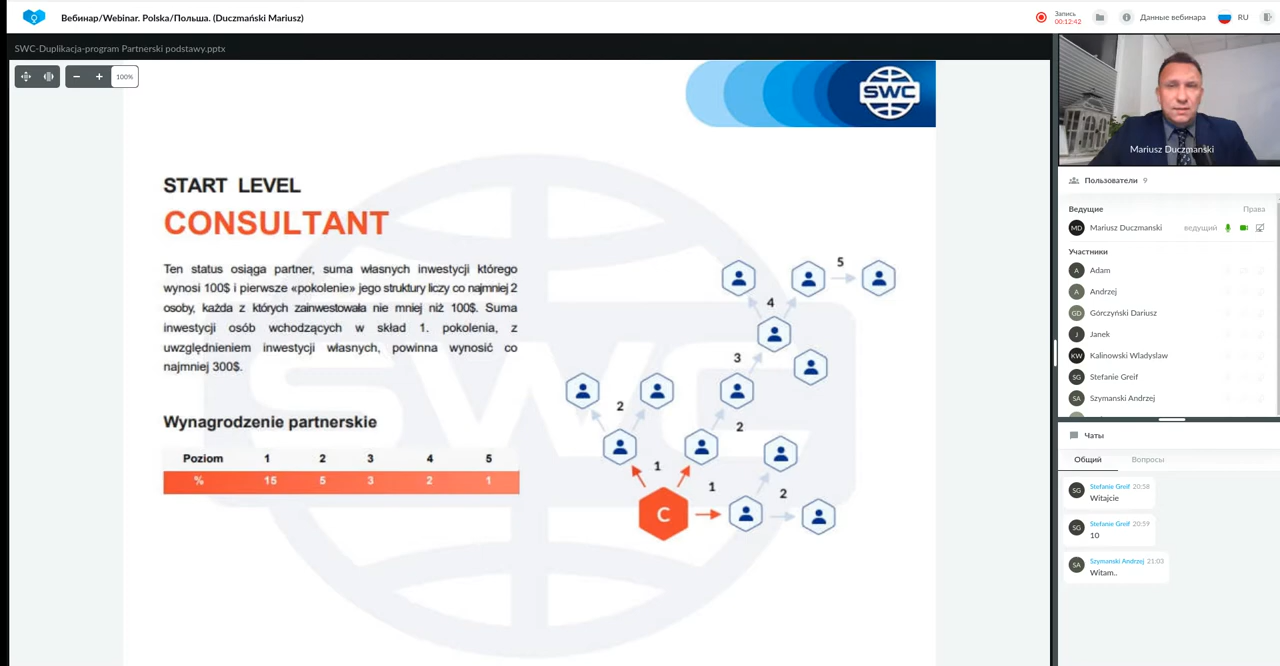 Вебинар/Webinar. Polska/Польша. (Duczmański Mariusz)
Запись
00:12:42
Данные вебинара
RU
SWC-Duplikacja-program Partnerski podstawy.pptx
100%
SWC
START LEVEL
CONSULTANT
Ten status osiąga partner, suma własnych inwestycji którego
wynosi 100$ i pierwsze «pokolenie» jego struktury liczy co najmniej 2
osoby, każda z których zainwestowała nie mniej niż 100$. Suma
inwestycji osób wchodzących w skład 1. pokolenia, z
uwzględnieniem inwestycji własnych, powinna wynosić co
najmniej 300$.
Wynagrodzenie partnerskie
Poziom 1 2 3 4 5
% 15 5 3 2 1
5
4
3
2
2
1
1
2
C
SWC
Mariusz Duczmanski
Пользователи 9
Ведущие Права
MD Mariusz Duczmanski ведущий
Участники
A Adam
A Andrzej
GD Górczyński Dariusz
J Janek
KW Kalinowski Wladyslaw
SG Stefanie Greif
SA Szymanski Andrzej
Чаты
Общий Вопросы
SG Stefanie Greif 20:58
Witajcie
SG Stefanie Greif 20:59
10
SA Szymanski Andrzej 21:03
Witam..